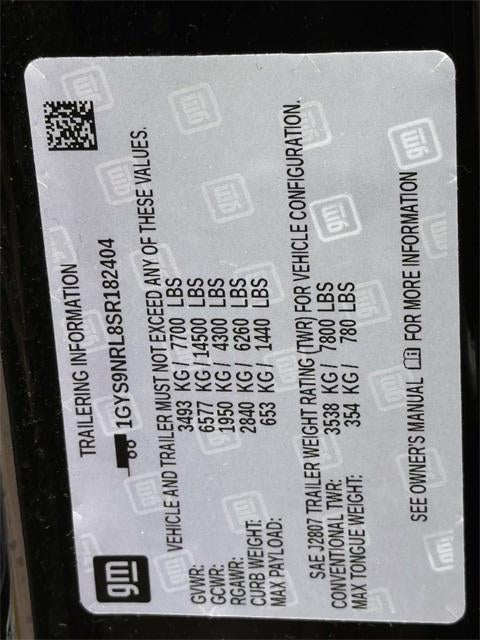 gm
TRAILERING INFORMATION
1GYS9NRL8SR182404
VEHICLE AND TRAILER MUST NOT EXCEED ANY OF THESE VALUES.
GVWR: 3493 KG / 7700 LBS
GCWR: 6577 KG / 14500 LBS
RGAWR: 1950 KG / 4300 LBS
CURB WEIGHT: 2840 KG / 6260 LBS
MAX PAYLOAD: 653 KG / 1440 LBS
SAE J2807 TRAILER WEIGHT RATING (TWR) FOR VEHICLE CONFIGURATION.
CONVENTIONAL TWR: 3538 KG / 7800 LBS
MAX TONGUE WEIGHT: 354 KG / 780 LBS
SEE OWNER'S MANUAL FOR MORE INFORMATION